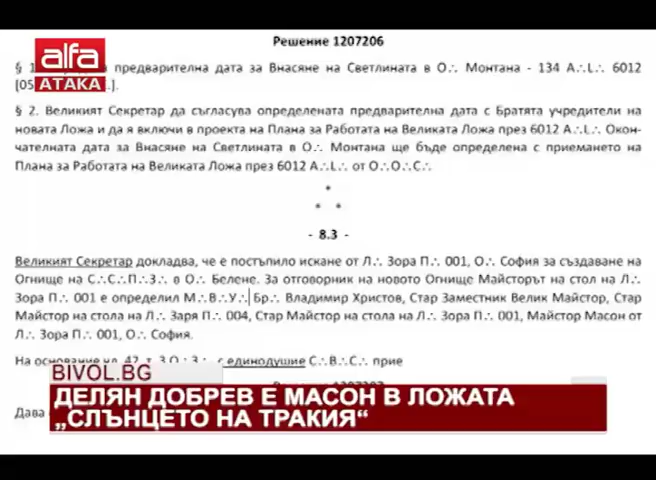 alfa
АТАКА
Решение 1207206
§ 1 предварителна дата за Внасяне на Светлината в О∴ Монтана - 134 A∴L∴ 6012
[05
§ 2. Великият Секретар да съгласува определената предварителна дата с Братята учредители на
новата Ложа и да я включи в проекта на Плана за Работата на Великата Ложа през 6012 A∴L∴ Окон-
чателната дата за Внасяне на Светлината в О∴ Монтана ще бъде определена с приемането на
Плана за Работата на Великата Ложа през 6012 A∴L∴ от О∴О∴С∴
*
* *
- 8.3 -
Великият Секретар докладва, че е постъпило искане от Л∴ Зора П∴ 001, О∴ София за създаване на
Огнище на С∴С∴П∴З∴ в О∴ Белене. За отговорник на новото Огнище Майсторът на стол на Л∴
Зора П∴ 001 е определил М∴В∴У∴ Бр∴ Владимир Христов, Стар Заместник Велик Майстор, Стар
Майстор на стола на Л∴ Заря П∴ 004, Стар Майстор на стола на Л∴ Зора П∴ 001, Майстор Масон от
Л∴ Зора П∴ 001, О∴ София.
На основание чл. 42, т. 3 О∴З∴ с единодушие С∴В∴С∴ прие
BIVOL.BG
ДЕЛЯН ДОБРЕВ Е МАСОН В ЛОЖАТА
Дава
„СЛЪНЦЕТО НА ТРАКИЯ“